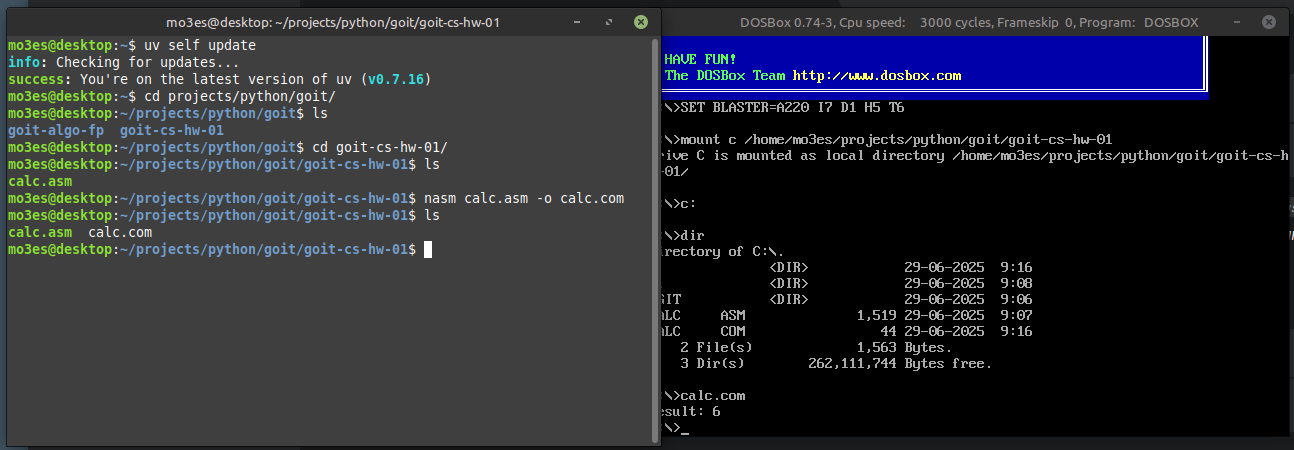 mo3es@desktop: ~/projects/python/goit/goit-cs-hw-01
mo3es@desktop:~$ uv self update
info: Checking for updates...
success: You're on the latest version of uv (v0.7.16)
mo3es@desktop:~$ cd projects/python/goit/
mo3es@desktop:~/projects/python/goit$ ls
goit-algo-fp  goit-cs-hw-01
mo3es@desktop:~/projects/python/goit$ cd goit-cs-hw-01/
mo3es@desktop:~/projects/python/goit/goit-cs-hw-01$ ls
calc.asm
mo3es@desktop:~/projects/python/goit/goit-cs-hw-01$ nasm calc.asm -o calc.com
mo3es@desktop:~/projects/python/goit/goit-cs-hw-01$ ls
calc.asm  calc.com
mo3es@desktop:~/projects/python/goit/goit-cs-hw-01$
DOSBox 0.74-3, Cpu speed:    3000 cycles, Frameskip  0, Program:   DOSBOX
HAVE FUN!
The DOSBox Team http://www.dosbox.com
\>SET BLASTER=A220 I7 D1 H5 T6
\>mount c /home/mo3es/projects/python/goit/goit-cs-hw-01
rive C is mounted as local directory /home/mo3es/projects/python/goit/goit-cs-h
-01/
\>c:
\>dir
irectory of C:\.
<DIR>            29-06-2025  9:16
<DIR>            29-06-2025  9:08
GIT            <DIR>            29-06-2025  9:06
ALC      ASM              1,519 29-06-2025  9:07
ALC      COM                 44 29-06-2025  9:16
2 File(s)             1,563 Bytes.
3 Dir(s)        262,111,744 Bytes free.
\>calc.com
esult: 6
\>_